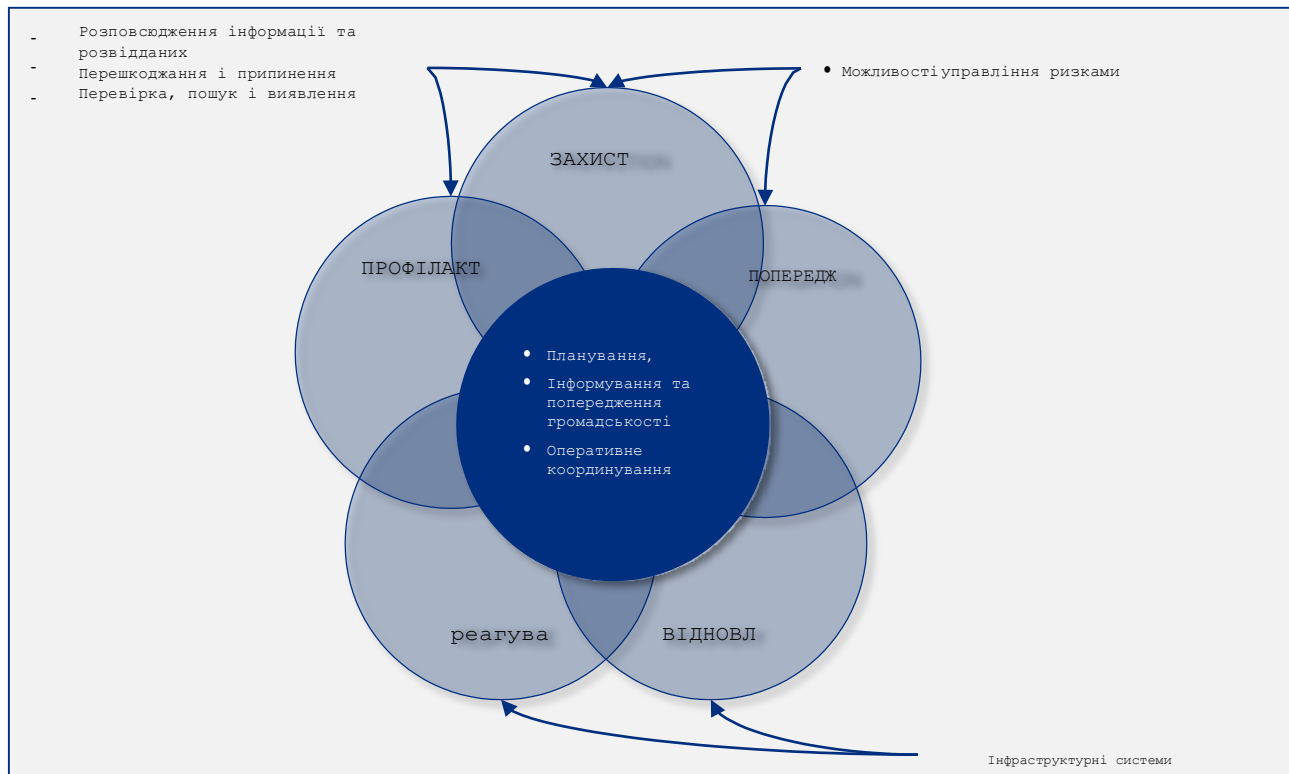 - Розповсюдження інформації та
розвідданих
- Перешкоджання і припинення
- Перевірка, пошук і виявлення
• Можливостіуправління ризками
ЗАХИСТ
ПРОФІЛАКТ
ПОПЕРЕДЖ
• Планування,
• Інформування та
попередження
громадськості
• Оперативне
координування
реагува
ВІДНОВЛ
Інфраструктурні системи